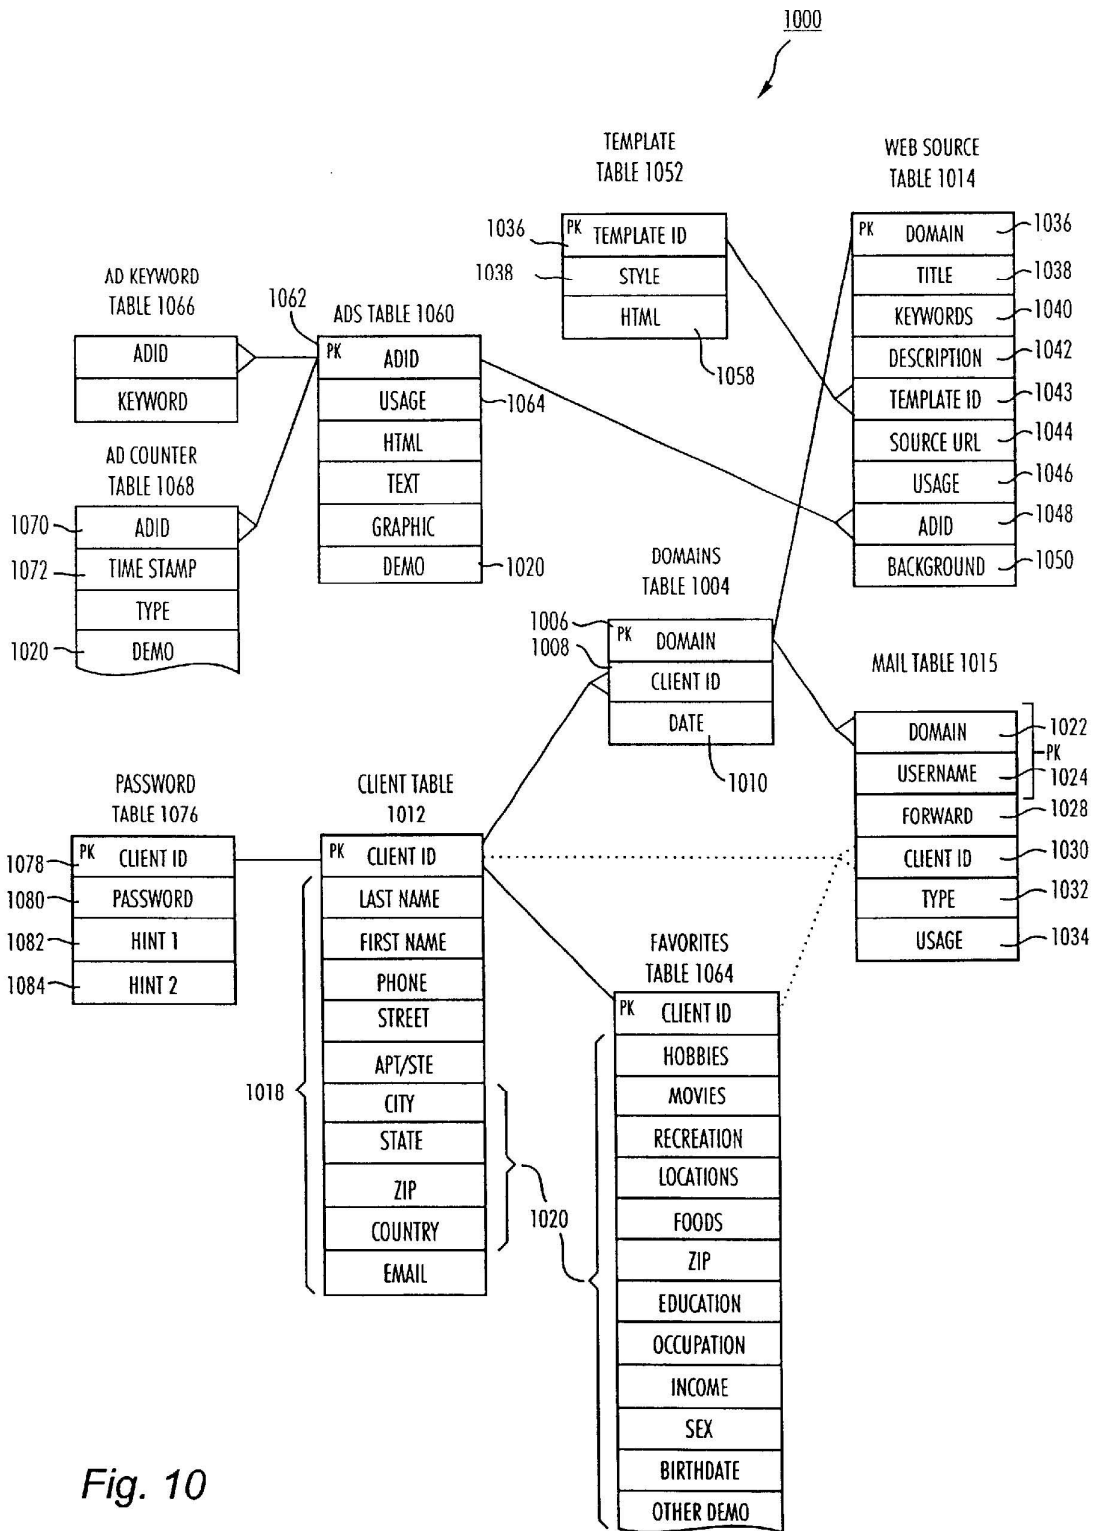 1000
TEMPLATE
TABLE 1052
PK TEMPLATE ID
STYLE
HTML
1036
1038
1058
WEB SOURCE
TABLE 1014
PK DOMAIN
TITLE
KEYWORDS
DESCRIPTION
TEMPLATE ID
SOURCE URL
USAGE
ADID
BACKGROUND
1036
1038
1040
1042
1043
1044
1046
1048
1050
AD KEYWORD
TABLE 1066
ADID
KEYWORD
1062
ADS TABLE 1060
PK ADID
USAGE
HTML
TEXT
GRAPHIC
DEMO
1064
1020
AD COUNTER
TABLE 1068
1070
ADID
1072
TIME STAMP
TYPE
1020
DEMO
DOMAINS
TABLE 1004
1006
1008
PK DOMAIN
CLIENT ID
DATE
1010
MAIL TABLE 1015
DOMAIN
USERNAME
FORWARD
CLIENT ID
TYPE
USAGE
1022
PK
1024
1028
1030
1032
1034
PASSWORD
TABLE 1076
1078
PK CLIENT ID
1080
PASSWORD
1082
HINT 1
1084
HINT 2
CLIENT TABLE
1012
PK CLIENT ID
LAST NAME
FIRST NAME
PHONE
STREET
APT/STE
CITY
STATE
ZIP
COUNTRY
EMAIL
1018
1020
FAVORITES
TABLE 1064
PK CLIENT ID
HOBBIES
MOVIES
RECREATION
LOCATIONS
FOODS
ZIP
EDUCATION
OCCUPATION
INCOME
SEX
BIRTHDATE
OTHER DEMO
Fig. 10